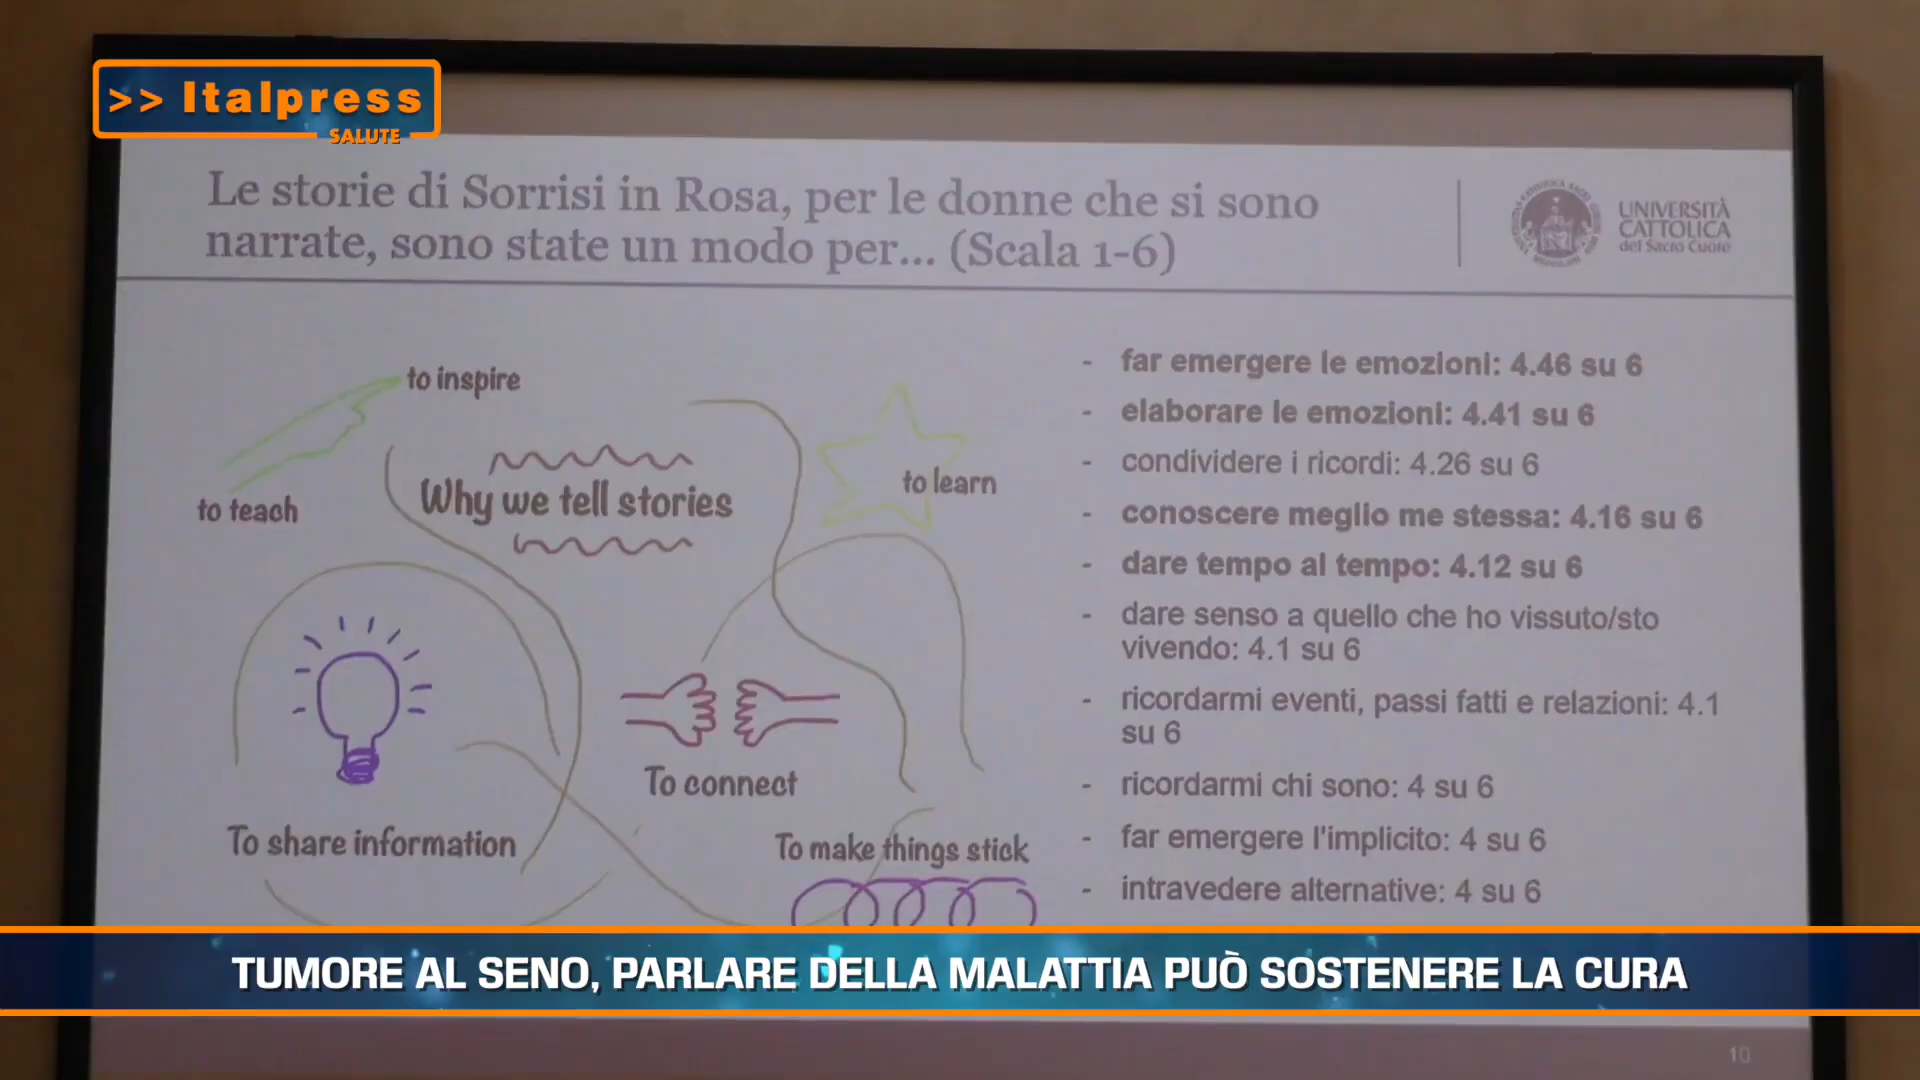 >> Italpress
SALUTE
Le storie di Sorrisi in Rosa, per le donne che si sono
narrate, sono state un modo per... (Scala 1-6)
UNIVERSITÀ
CATTOLICA
del Sacro Cuore
to inspire
to teach
Why we tell stories
to learn
To share information
To connect
To make things stick
- far emergere le emozioni: 4.46 su 6
- elaborare le emozioni: 4.41 su 6
- condividere i ricordi: 4.26 su 6
- conoscere meglio me stessa: 4.16 su 6
- dare tempo al tempo: 4.12 su 6
- dare senso a quello che ho vissuto/sto
vivendo: 4.1 su 6
- ricordarmi eventi, passi fatti e relazioni: 4.1
su 6
- ricordarmi chi sono: 4 su 6
- far emergere l'implicito: 4 su 6
- intravedere alternative: 4 su 6
TUMORE AL SENO, PARLARE DELLA MALATTIA PUÒ SOSTENERE LA CURA
10